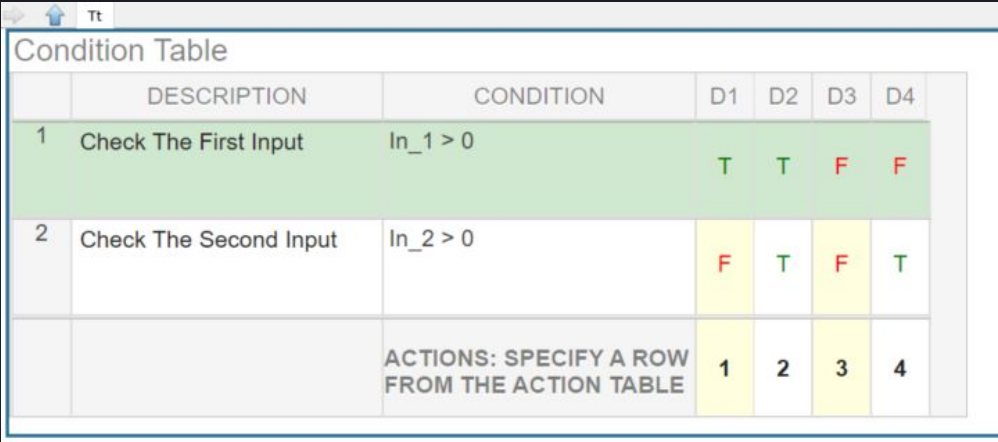 Tt
Condition Table
DESCRIPTION CONDITION D1 D2 D3 D4
1 Check The First Input In_1 > 0 T T F F
2 Check The Second Input In_2 > 0 F T F T
ACTIONS: SPECIFY A ROW
FROM THE ACTION TABLE 1 2 3 4